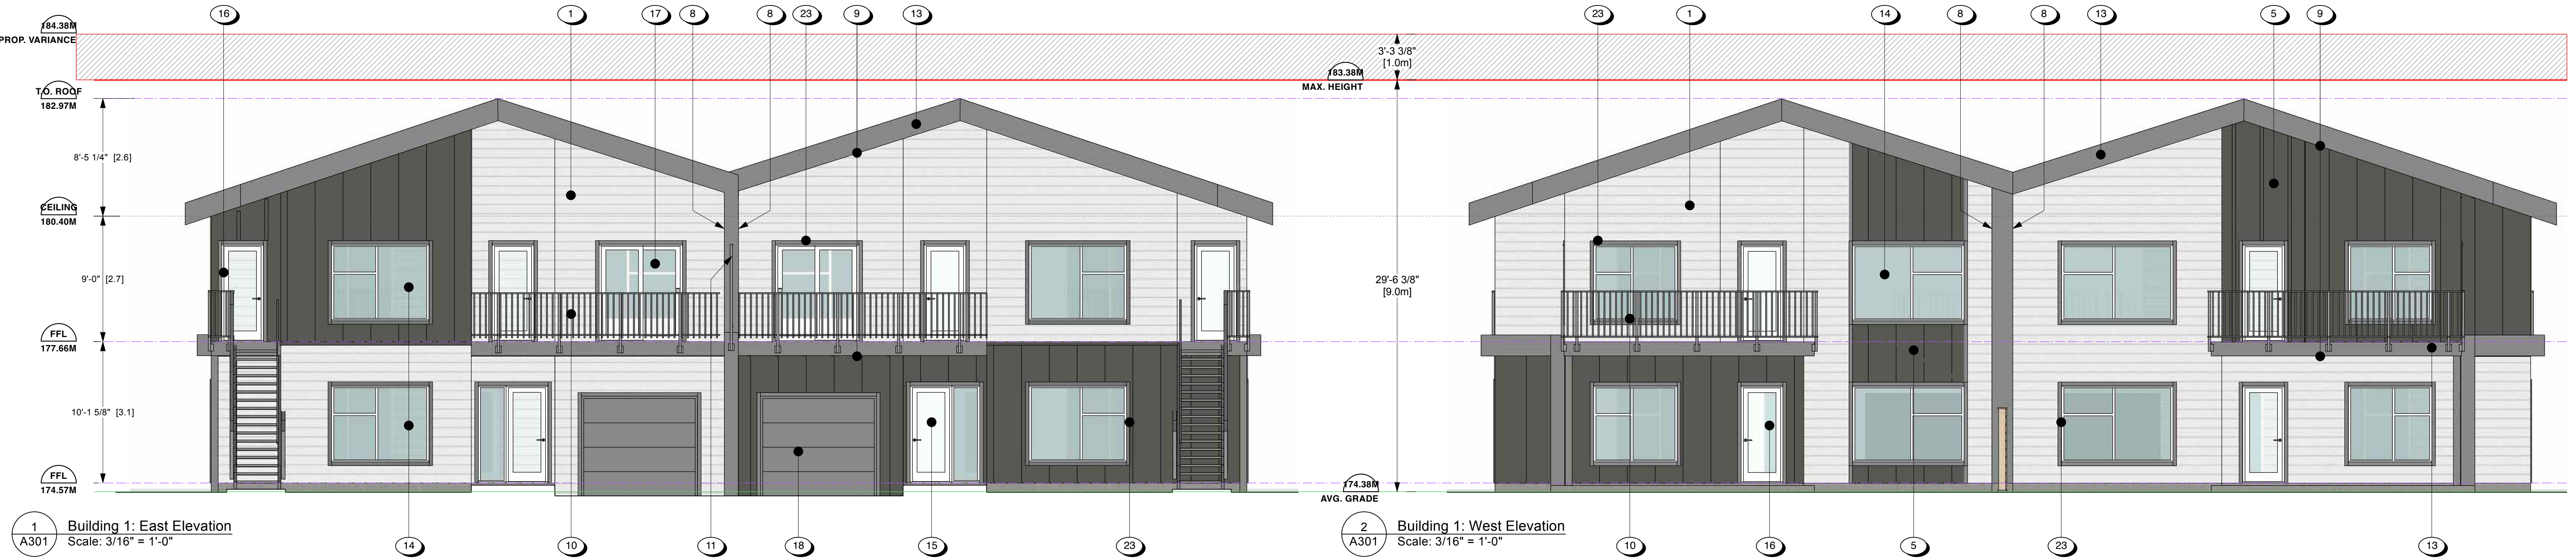 16 1 17 8 8 23 9 13 23 1 14 8 8 13 5 9
184.38M
PROP. VARIANCE
3'-3 3/8"
[1.0m]
183.38M
MAX. HEIGHT
T.O. ROOF
182.97M
8'-5 1/4" [2.6]
CEILING
180.40M
9'-0" [2.7]
29'-6 3/8"
[9.0m]
FFL
177.66M
10'-1 5/8" [3.1]
FFL
174.57M
174.38M
AVG. GRADE
1
A301
Building 1: East Elevation
Scale: 3/16" = 1'-0"
14 10 11 18 15 23
2
A301
Building 1: West Elevation
Scale: 3/16" = 1'-0"
10 16 5 23 13